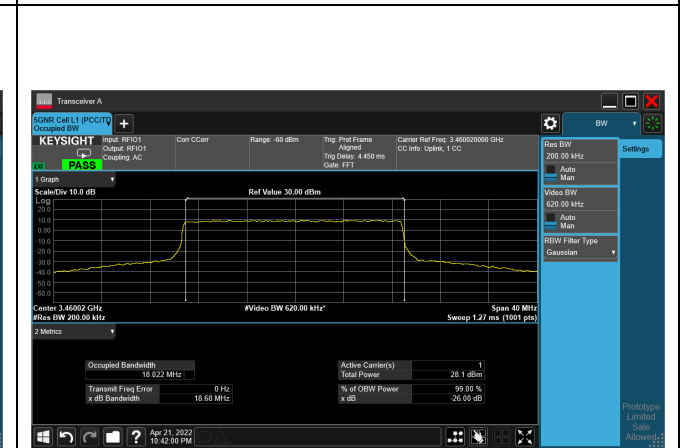 Transceiver A
5GNR Cell L1 (PCC/TD
Occupied BW
BW
KEYSIGHT
PASS
Input: RFIO1
Output: RFIO1
Coupling: AC
Corr CCorr
Range: -60 dBm
Trig: Prot Frame
Aligned
Trig Delay: 4.450 ms
Gate: FFT
Carrier Ref Freq: 3.460020000 GHz
CC Info: Uplink, 1 CC
Res BW
200.00 kHz
Auto
Man
Video BW
620.00 kHz
Auto
Man
RBW Filter Type
Gaussian
Settings
1 Graph
Scale/Div 10.0 dB
Ref Value 30.00 dBm
Log
20.0
10.0
0.00
-10.0
-20.0
-30.0
-40.0
-50.0
-60.0
Center 3.46002 GHz
#Video BW 620.00 kHz*
Span 40 MHz
#Res BW 200.00 kHz
Sweep 1.27 ms (1001 pts)
2 Metrics
Occupied Bandwidth
18.022 MHz
Active Carrier(s) 1
Total Power 28.1 dBm
Transmit Freq Error 0 Hz
x dB Bandwidth 18.68 MHz
% of OBW Power 99.00 %
x dB -26.00 dB
Prototype
Limited
Sale
Allowed
Apr 21, 2022
10:42:00 PM